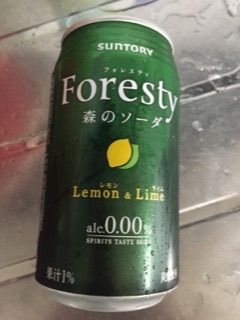 SUNTORY
フォレスティ
Foresty
森のソーダ
レモン ライム
Lemon & Lime
alc.0.00%
SPIRITS TASTY SODA
果汁1%